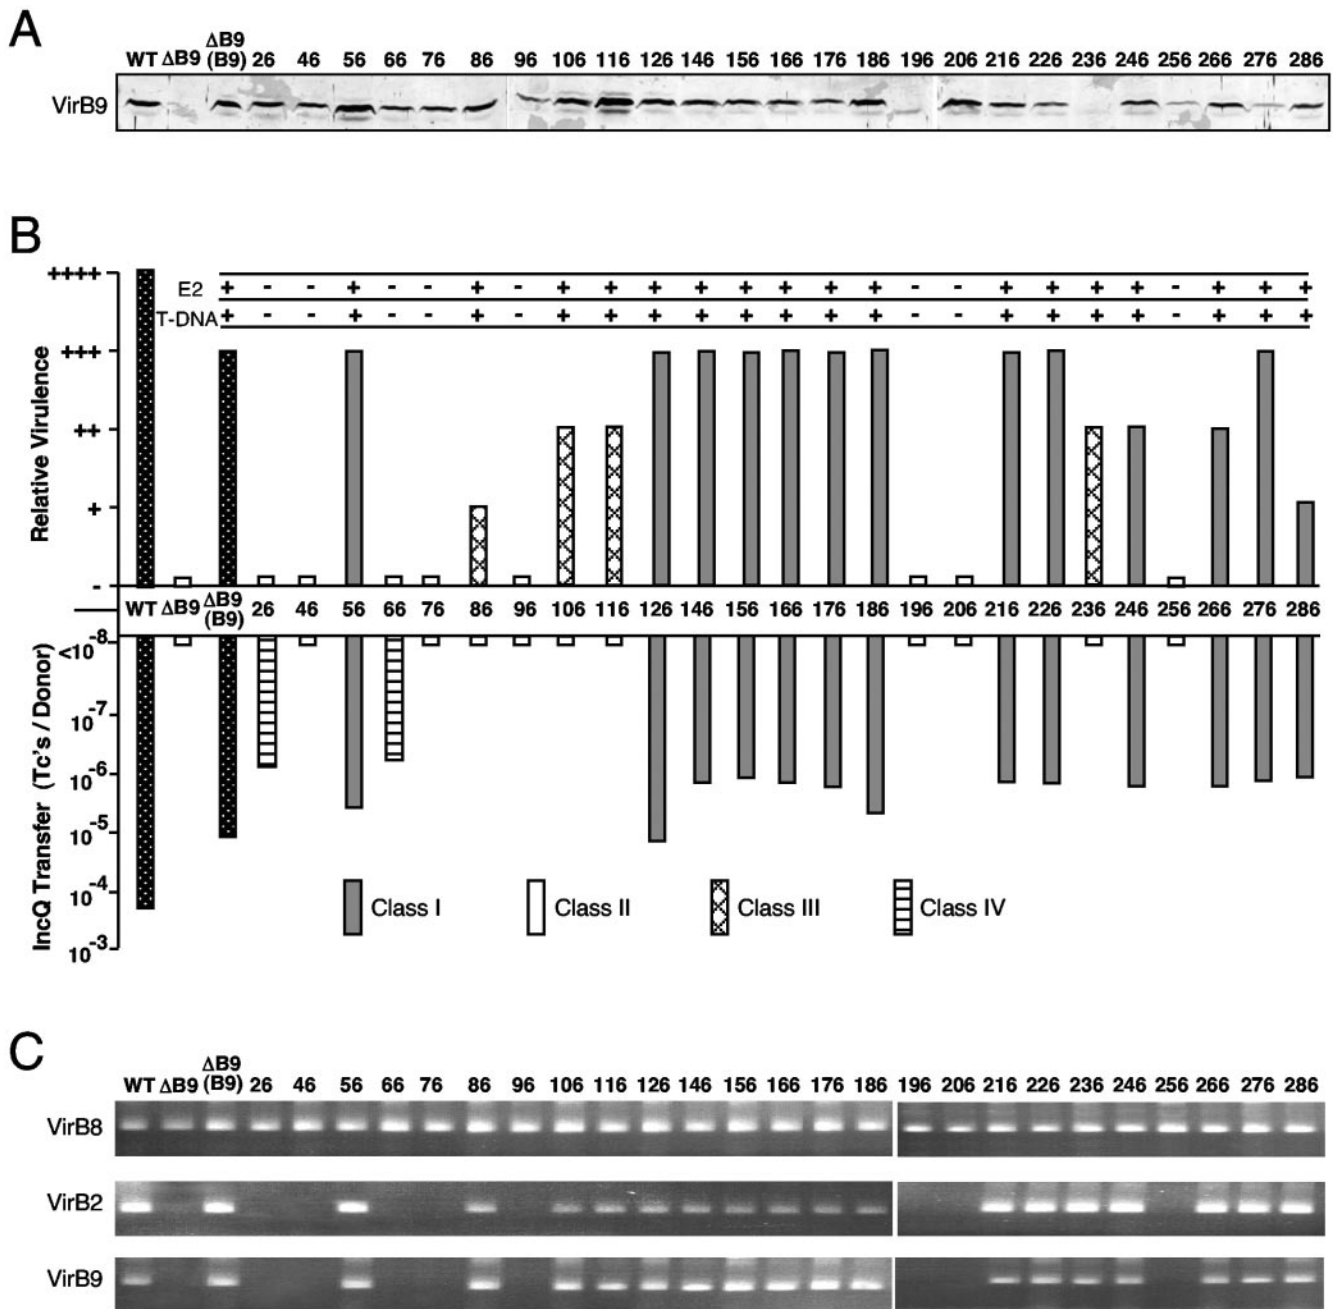 A
WT ΔB9 ΔB9 (B9) 26 46 56 66 76 86 96 106 116 126 146 156 166 176 186 196 206 216 226 236 246 256 266 276 286
VirB9
B
Relative Virulence
++++
+++
++
+
-
E2 + - - + - - + - + + + + + + + + - - + + + + - + + +
T-DNA + - - + - - + - + + + + + + + + - - + + + + - + + +
WT ΔB9 ΔB9 (B9) 26 46 56 66 76 86 96 106 116 126 146 156 166 176 186 196 206 216 226 236 246 256 266 276 286
IncQ Transfer (Tc's / Donor)
<10-8
10-7
10-6
10-5
10-4
10-3
Class I Class II Class III Class IV
C
WT ΔB9 ΔB9 (B9) 26 46 56 66 76 86 96 106 116 126 146 156 166 176 186 196 206 216 226 236 246 256 266 276 286
VirB8
VirB2
VirB9